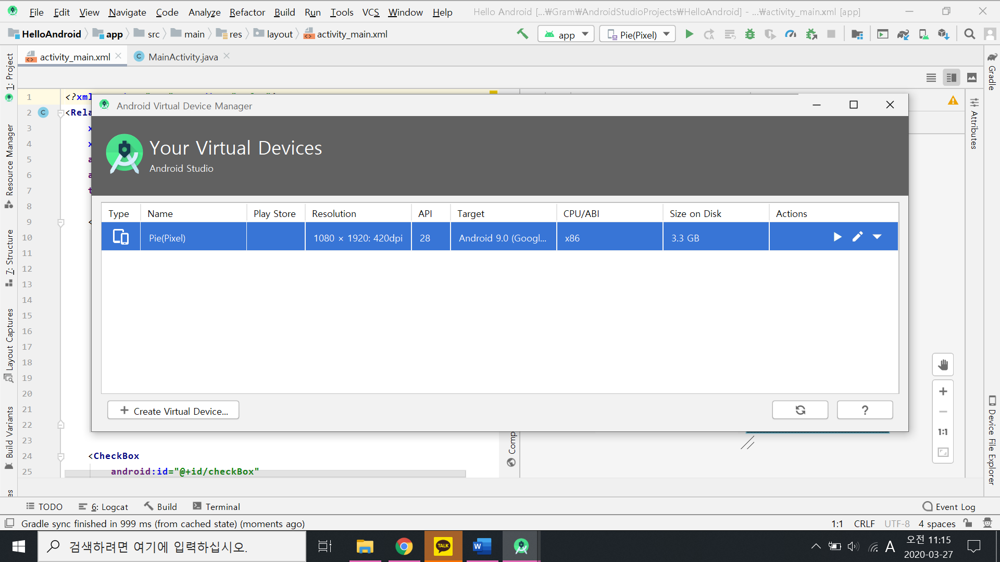 File Edit View Navigate Code Analyze Refactor Build Run Tools VCS Window Help Hello Android [...₩Gram₩AndroidStudioProjects₩HelloAndroid] - ...₩activity_main.xml [app]
HelloAndroid app src main res layout activity_main.xml app Pie(Pixel)
activity_main.xml MainActivity.java
1: Project
Resource Manager
7: Structure
Layout Captures
Build Variants
Gradle
Attributes
Device File Explorer
1 <?xml
2 <Rela
3
4
5
6
7
8
9
10
11
12
13
14
15
16
17
18
19
20
21
22
23
24 <CheckBox
25 android:id="@+id/checkBox"
Android Virtual Device Manager
Your Virtual Devices
Android Studio
Type Name Play Store Resolution API Target CPU/ABI Size on Disk Actions
Pie(Pixel) 1080 × 1920: 420dpi 28 Android 9.0 (Googl... x86 3.3 GB
+ Create Virtual Device... ?
1:1
Comp
TODO 6: Logcat Build Terminal Event Log
Gradle sync finished in 999 ms (from cached state) (moments ago) 1:1 CRLF UTF-8 4 spaces
검색하려면 여기에 입력하십시오. TALK W A 오전 11:15
2020-03-27